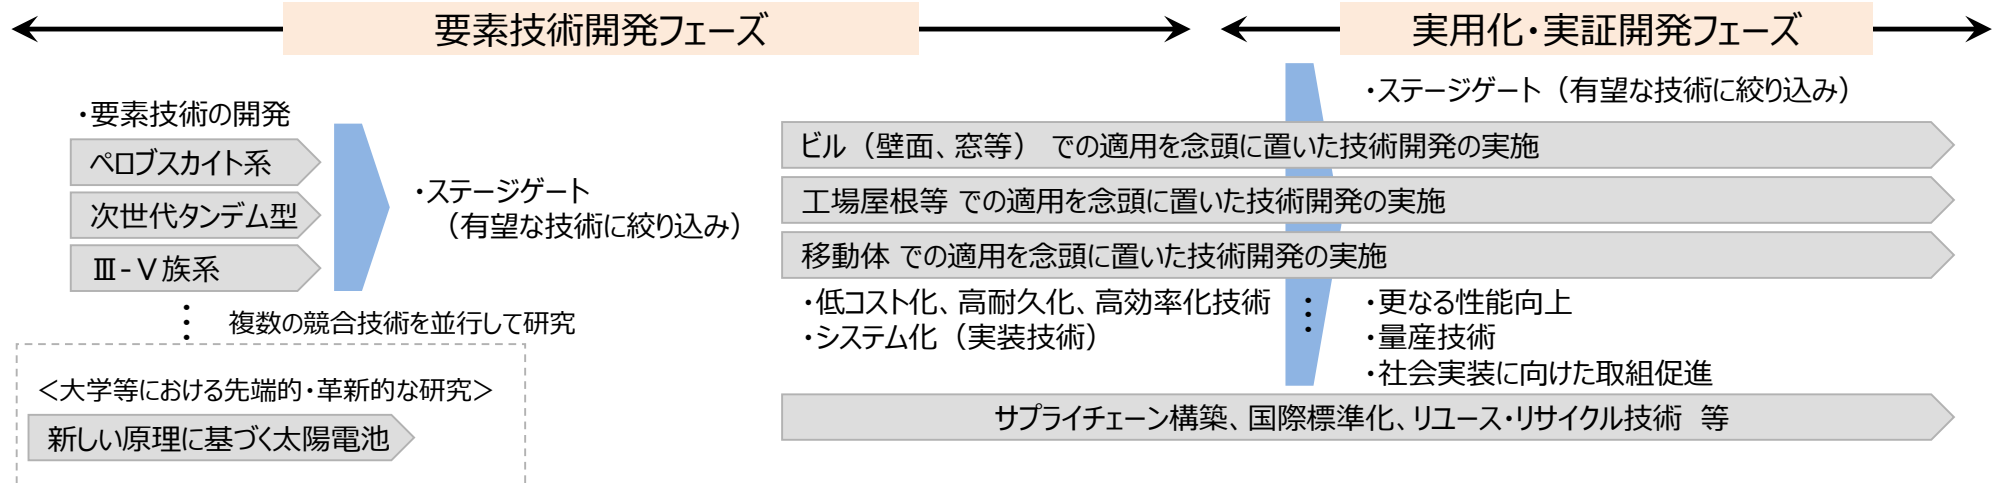 要素技術開発フェーズ
実用化・実証開発フェーズ
・要素技術の開発
ペロブスカイト系
次世代タンデム型
Ⅲ-Ⅴ族系
⋮
複数の競合技術を並行して研究
・ステージゲート
（有望な技術に絞り込み）
＜大学等における先端的・革新的な研究＞
新しい原理に基づく太陽電池
・ステージゲート（有望な技術に絞り込み）
ビル（壁面、窓等） での適用を念頭に置いた技術開発の実施
工場屋根等 での適用を念頭に置いた技術開発の実施
移動体 での適用を念頭に置いた技術開発の実施
・低コスト化、高耐久化、高効率化技術
・システム化（実装技術）
⋮
・更なる性能向上
・量産技術
・社会実装に向けた取組促進
サプライチェーン構築、国際標準化、リユース・リサイクル技術 等